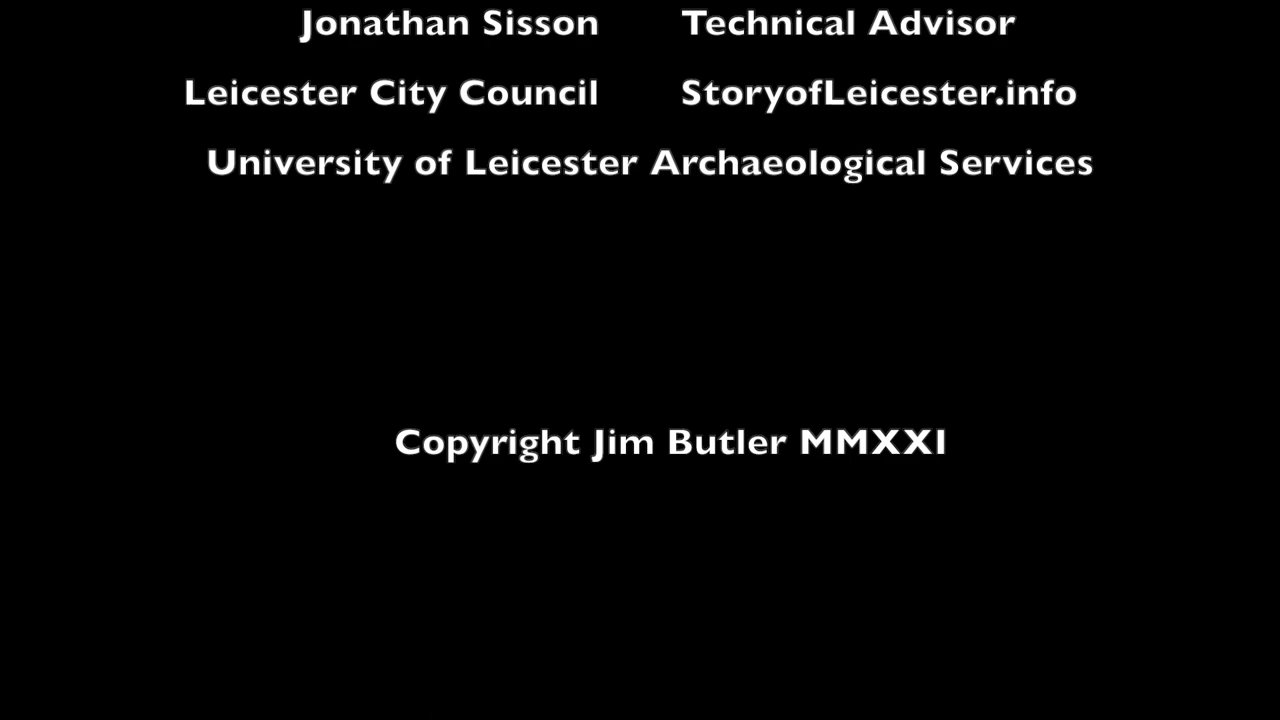 Jonathan Sisson Technical Advisor
Leicester City Council StoryofLeicester.info
University of Leicester Archaeological Services
Copyright Jim Butler MMXXI